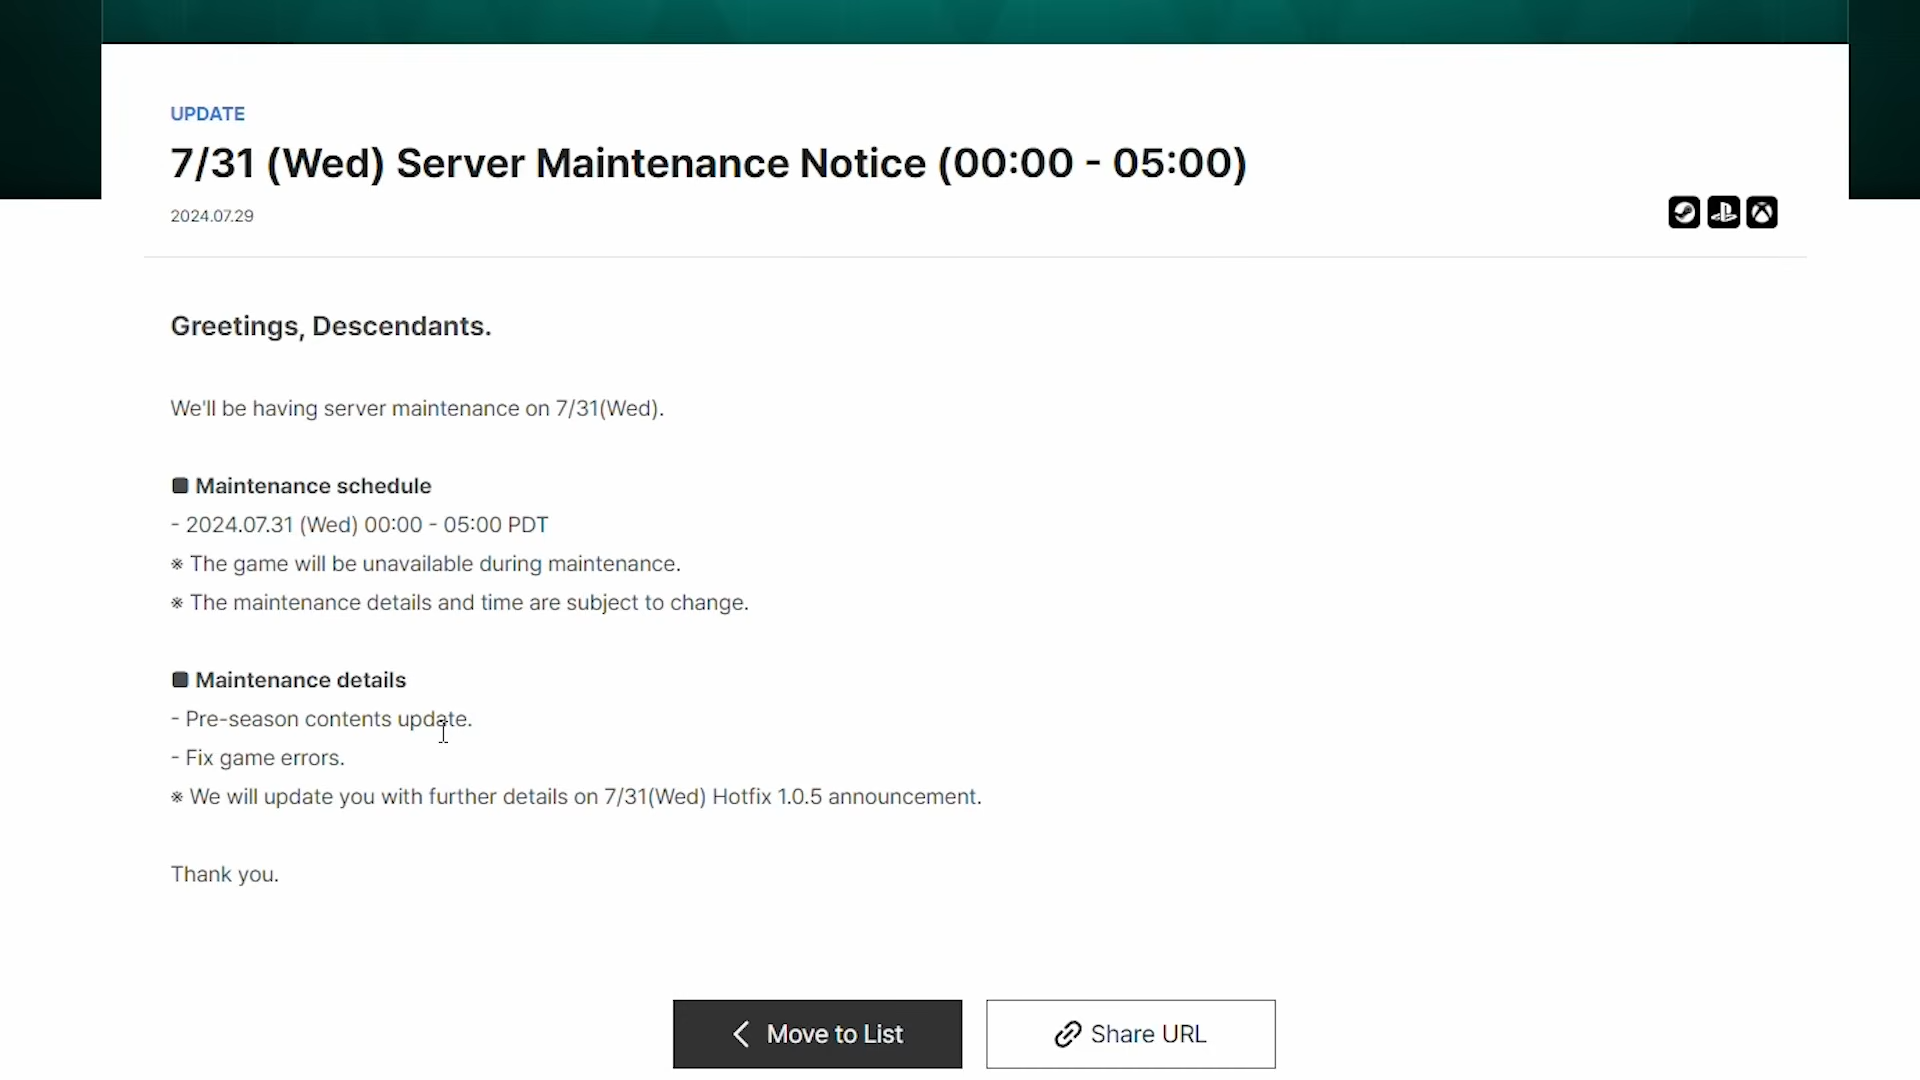 UPDATE
7/31 (Wed) Server Maintenance Notice (00:00 - 05:00)
2024.07.29
Greetings, Descendants.
We'll be having server maintenance on 7/31(Wed).
■ Maintenance schedule
- 2024.07.31 (Wed) 00:00 - 05:00 PDT
※ The game will be unavailable during maintenance.
※ The maintenance details and time are subject to change.
■ Maintenance details
- Pre-season contents update.
- Fix game errors.
※ We will update you with further details on 7/31(Wed) Hotfix 1.0.5 announcement.
Thank you.
Move to List
Share URL